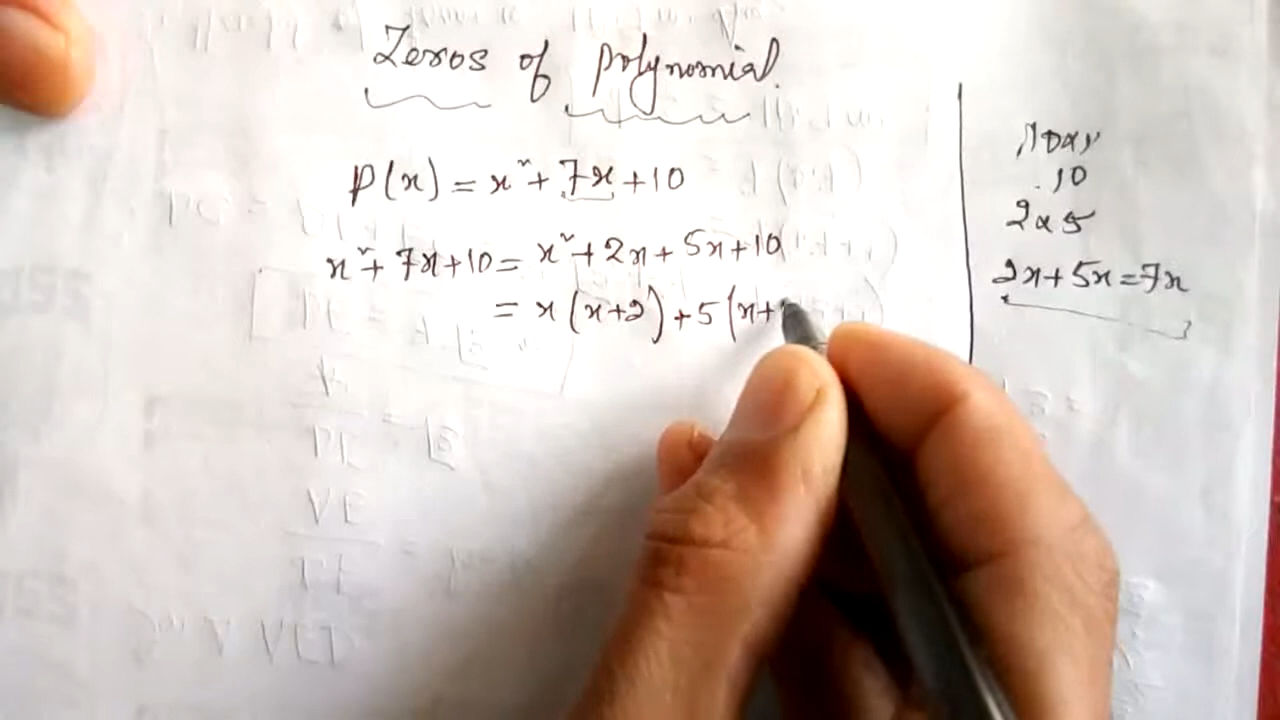 Zeros of polynomial.
P(x) = x² + 7x + 10
x² + 7x + 10 = x² + 2x + 5x + 10
= x (x+2) + 5 (x+
10x²
10
2 x 5
2x + 5x = 7x